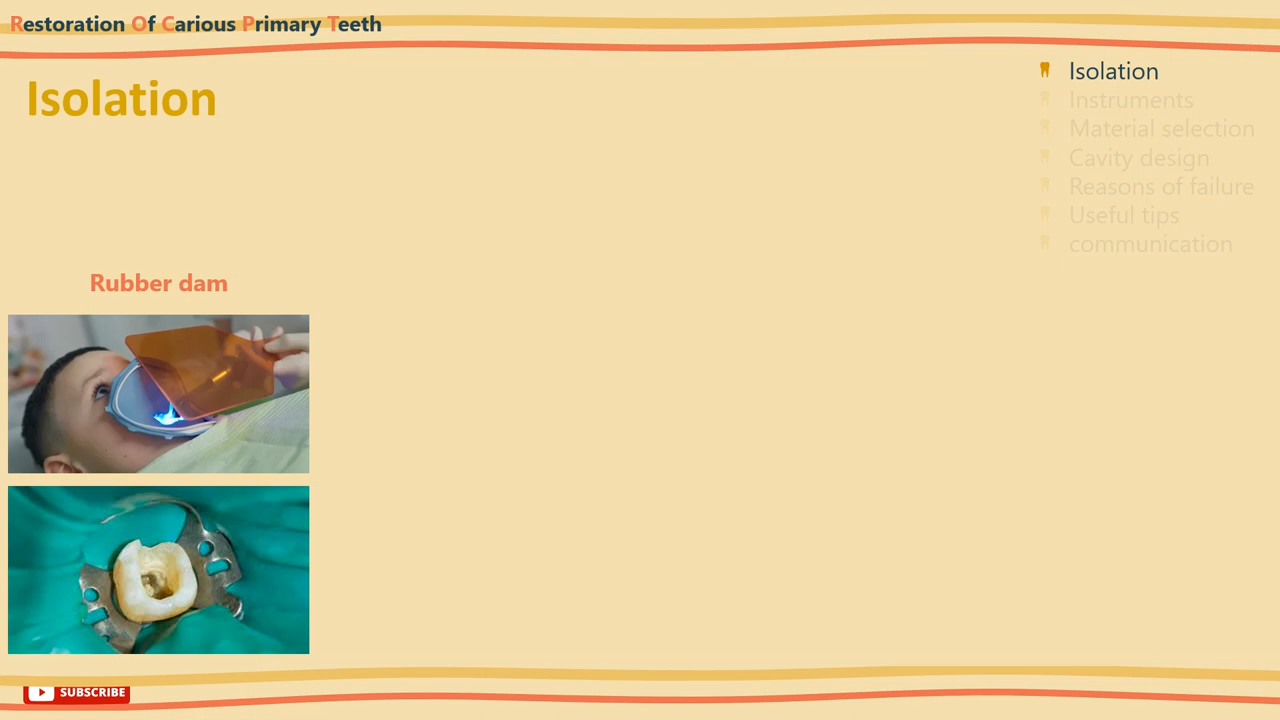 Restoration Of Carious Primary Teeth
Isolation
Isolation
Instruments
Material selection
Cavity design
Reasons of failure
Useful tips
communication
Rubber dam
SUBSCRIBE